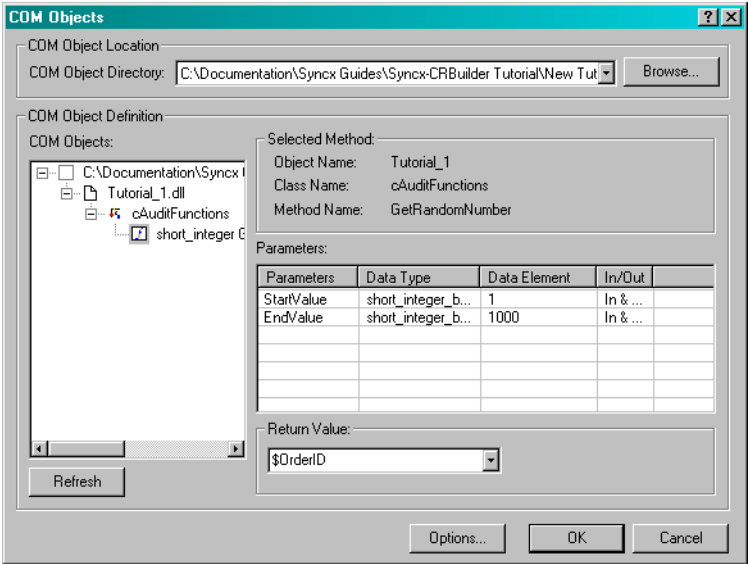 COM Objects
COM Object Location
COM Object Directory: C:\Documentation\Syncx Guides\Syncx-CRBuilder Tutorial\New Tut Browse...
COM Object Definition
COM Objects:
C:\Documentation\Syncx
Tutorial_1.dll
cAuditFunctions
short_integer G
Refresh
Selected Method:
Object Name: Tutorial_1
Class Name: cAuditFunctions
Method Name: GetRandomNumber
Parameters:
Parameters Data Type Data Element In/Out
StartValue short_integer_b... 1 In & ...
EndValue short_integer_b... 1000 In & ...
Return Value:
$OrderID
Options... OK Cancel